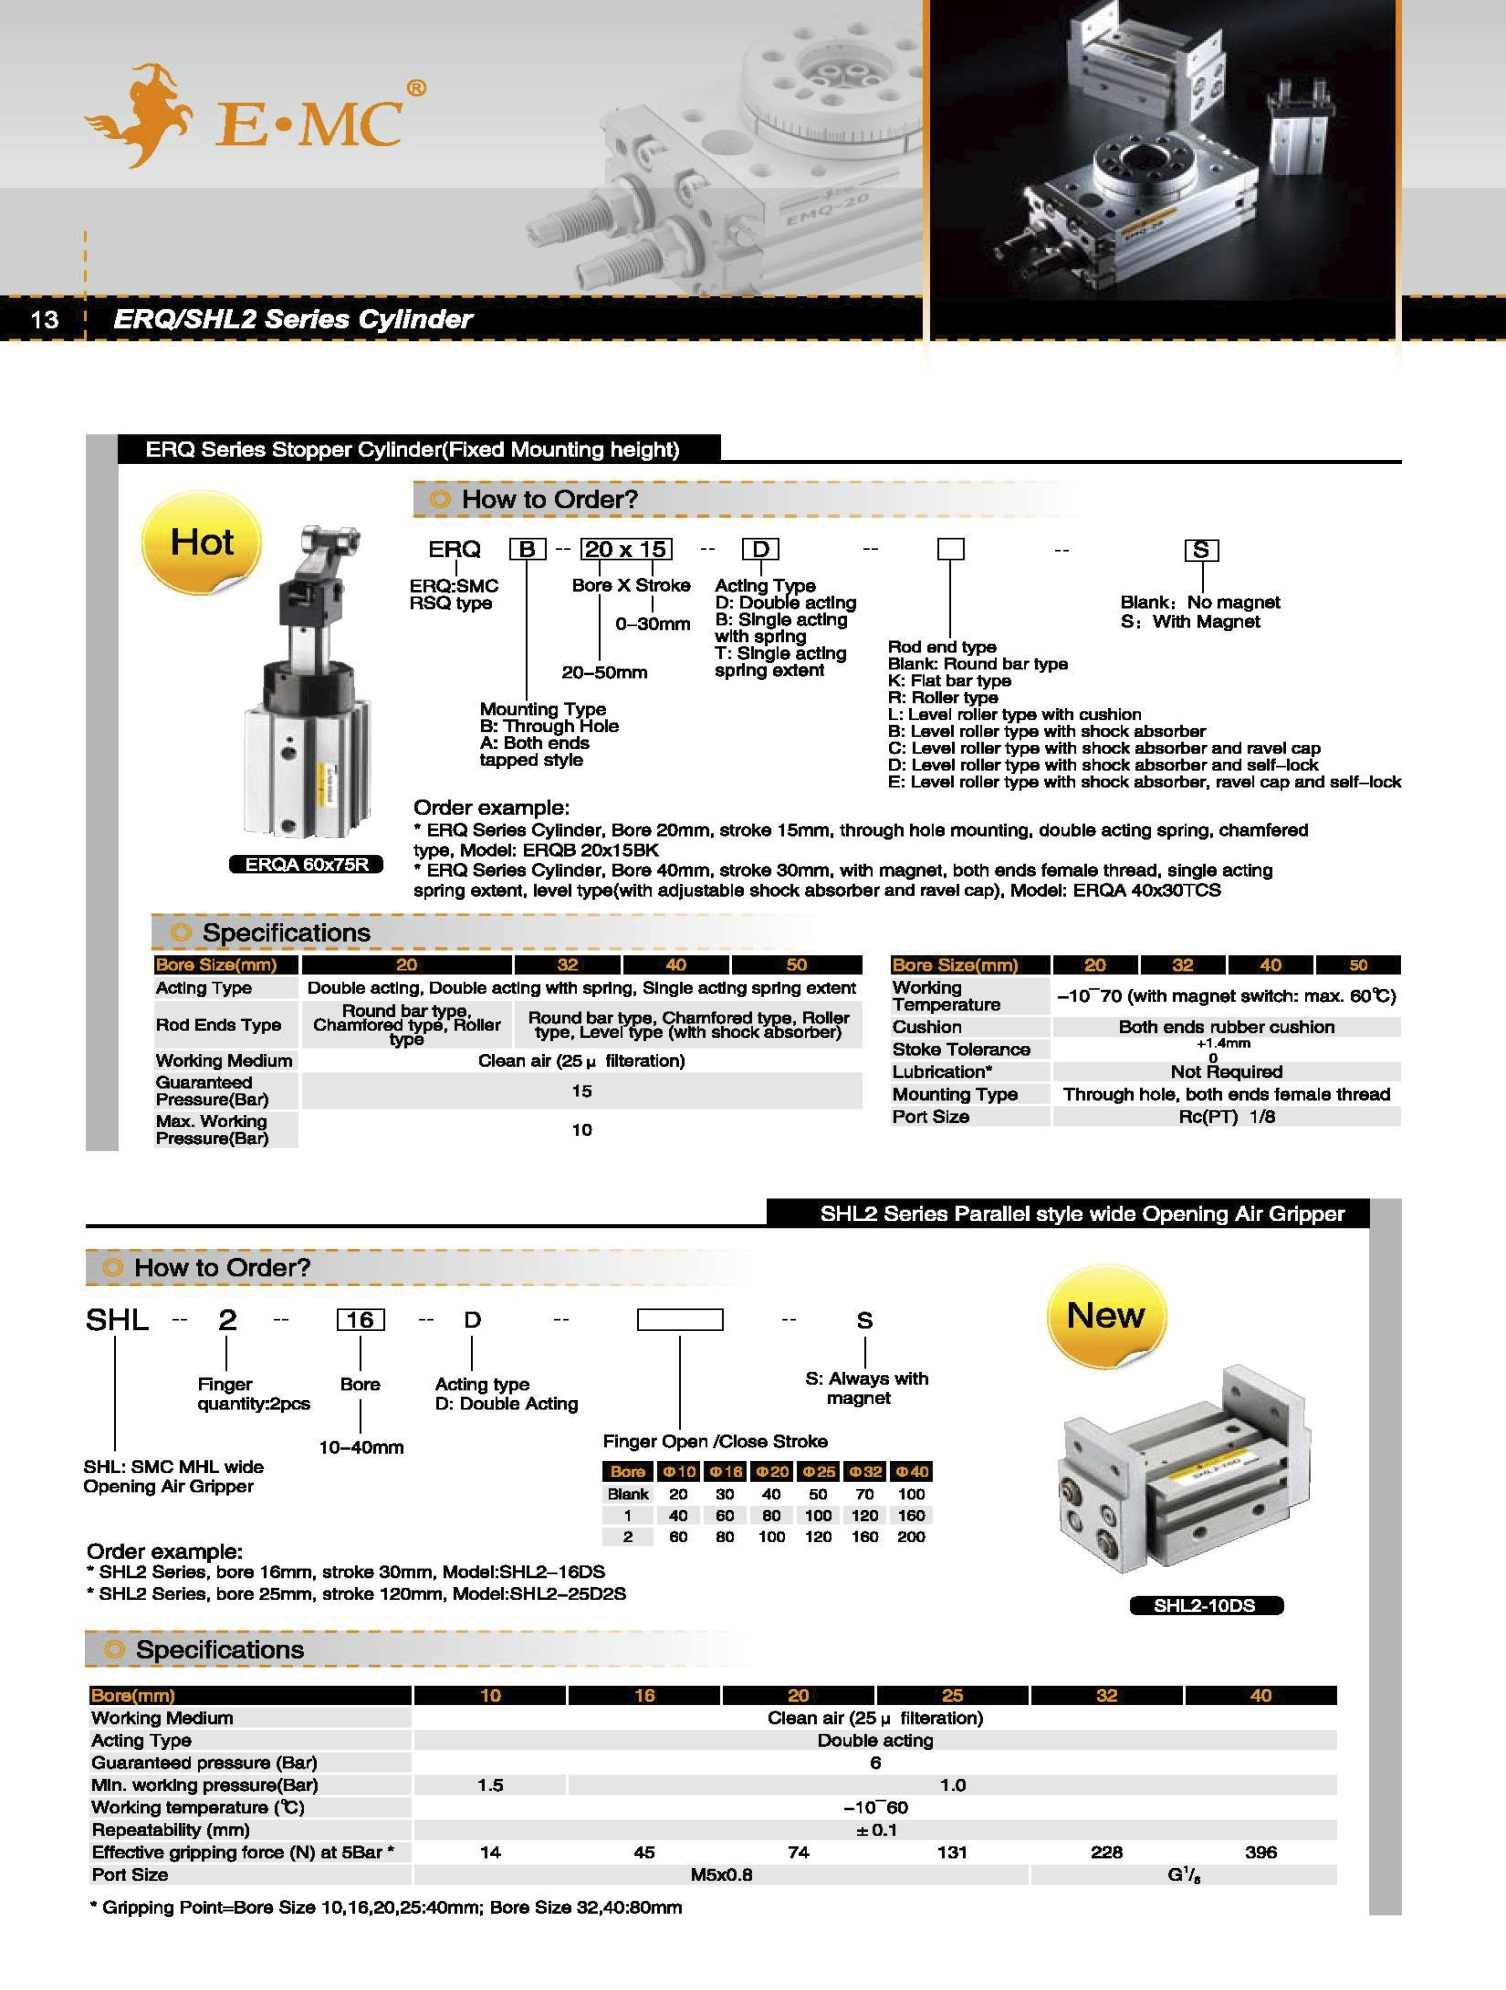 E•MC®
EMQ-20
13
ERQ/SHL2 Series Cylinder
ERQ Series Stopper Cylinder(Fixed Mounting height)
Hot
How to Order?
ERQ B -- 20 x 15 -- D -- -- S
ERQ:SMC
RSQ type
Bore X Stroke
0–30mm
20–50mm
Acting Type
D: Double acting
B: Single acting
with spring
T: Single acting
spring extent
Blank: No magnet
S: With Magnet
Mounting Type
B: Through Hole
A: Both ends
tapped style
Rod end type
Blank: Round bar type
K: Flat bar type
R: Roller type
L: Level roller type with cushion
B: Level roller type with shock absorber
C: Level roller type with shock absorber and ravel cap
D: Level roller type with shock absorber and self–lock
E: Level roller type with shock absorber, ravel cap and self–lock
ERQA 60x75R
Order example:
* ERQ Series Cylinder, Bore 20mm, stroke 15mm, through hole mounting, double acting spring, chamfered
type, Model: ERQB 20x15BK
* ERQ Series Cylinder, Bore 40mm, stroke 30mm, with magnet, both ends female thread, single acting
spring extent, level type(with adjustable shock absorber and ravel cap), Model: ERQA 40x30TCS
Specifications
Bore Size(mm) 20 32 40 50
Acting Type Double acting, Double acting with spring, Single acting spring extent
Rod Ends Type
Round bar type,
Chamfored type, Roller
type
Round bar type, Chamfored type, Roller
type, Level type (with shock absorber)
Working Medium Clean air (25 μ filteration)
Guaranteed
Pressure(Bar)
15
Max. Working
Pressure(Bar)
10
Bore Size(mm) 20 32 40 50
Working
Temperature
–10¯70 (with magnet switch: max. 60℃)
Cushion Both ends rubber cushion
Stoke Tolerance +1.4mm
0
Lubrication* Not Required
Mounting Type Through hole, both ends female thread
Port Size Rc(PT) 1/8
SHL2 Series Parallel style wide Opening Air Gripper
How to Order?
SHL -- 2 -- 16 -- D -- -- S
Finger
quantity:2pcs
Bore
10–40mm
Acting type
D: Double Acting
S: Always with
magnet
SHL: SMC MHL wide
Opening Air Gripper
Finger Open /Close Stroke
Bore Φ10 Φ16 Φ20 Φ25 Φ32 Φ40
Blank 20 30 40 50 70 100
1 40 60 80 100 120 160
2 60 80 100 120 160 200
New
SHL2-10DS
Order example:
* SHL2 Series, bore 16mm, stroke 30mm, Model:SHL2–16DS
* SHL2 Series, bore 25mm, stroke 120mm, Model:SHL2–25D2S
Specifications
Bore(mm) 10 16 20 25 32 40
Working Medium Clean air (25 μ filteration)
Acting Type Double acting
Guaranteed pressure (Bar) 6
Min. working pressure(Bar) 1.5 1.0
Working temperature (℃) –10¯60
Repeatability (mm) ±0.1
Effective gripping force (N) at 5Bar * 14 45 74 131 228 396
Port Size M5x0.8 G¹/₈
* Gripping Point=Bore Size 10,16,20,25:40mm; Bore Size 32,40:80mm